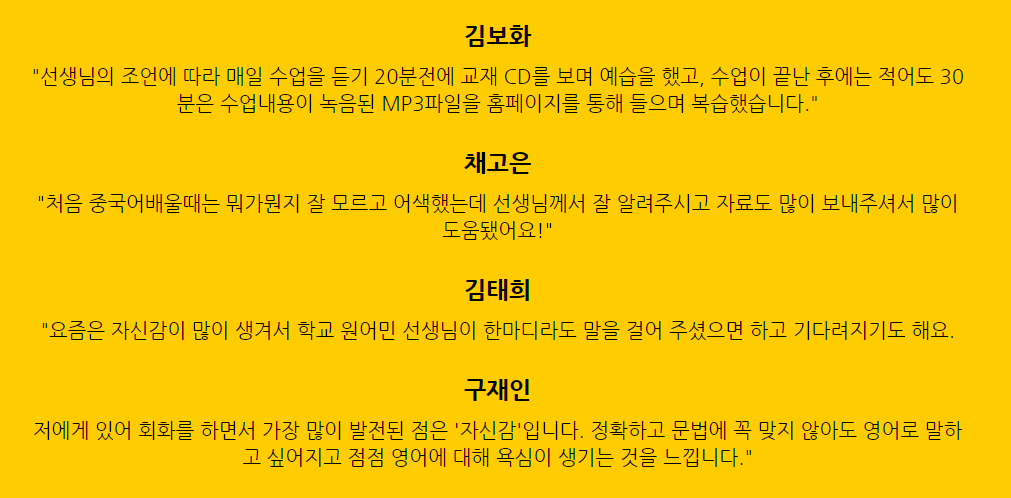 김보화
"선생님의 조언에 따라 매일 수업을 듣기 20분전에 교재 CD를 보며 예습을 했고, 수업이 끝난 후에는 적어도 30
분은 수업내용이 녹음된 MP3파일을 홈페이지를 통해 들으며 복습했습니다."
채고은
"처음 중국어배울때는 뭐가뭔지 잘 모르고 어색했는데 선생님께서 잘 알려주시고 자료도 많이 보내주셔서 많이
도움됐어요!"
김태희
"요즘은 자신감이 많이 생겨서 학교 원어민 선생님이 한마디라도 말을 걸어 주셨으면 하고 기다려지기도 해요.
구재인
저에게 있어 회화를 하면서 가장 많이 발전된 점은 '자신감'입니다. 정확하고 문법에 꼭 맞지 않아도 영어로 말하
고 싶어지고 점점 영어에 대해 욕심이 생기는 것을 느낍니다."